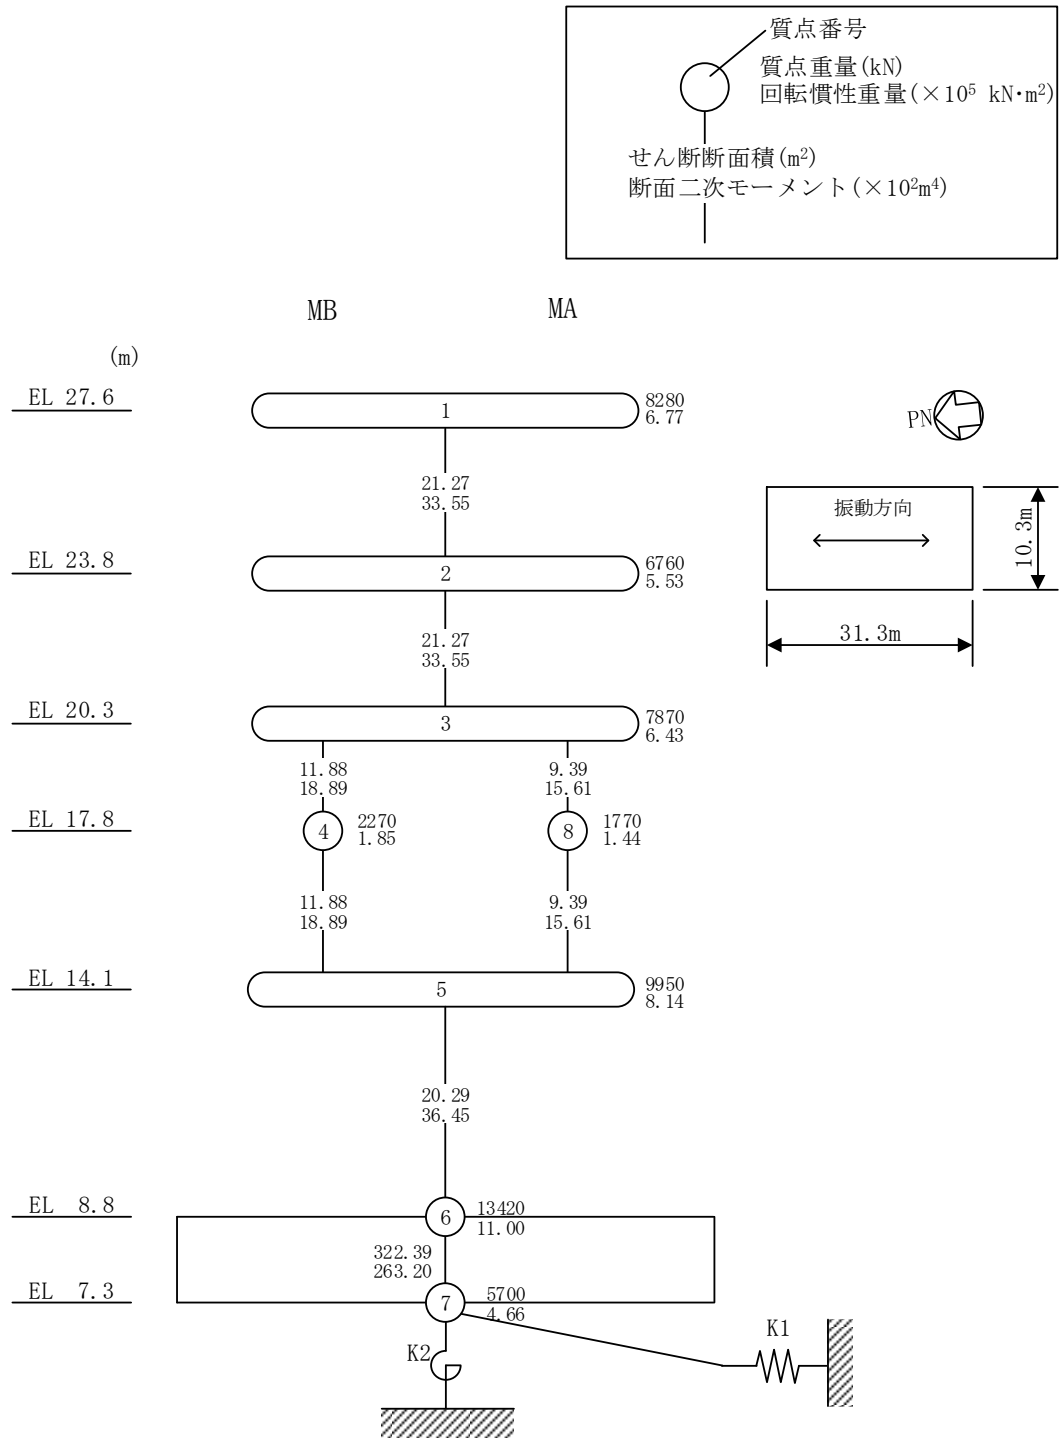 質点番号
質点重量(kN)
回転慣性重量(×10⁵ kN・m²)
せん断断面積(m²)
断面二次モーメント(×10²m⁴)
MB MA
(m)
EL 27.6
1
8280
6.77
PN
21.27
33.55
振動方向
10.3m
31.3m
EL 23.8
2
6760
5.53
21.27
33.55
EL 20.3
3
7870
6.43
11.88
18.89
9.39
15.61
EL 17.8
4
2270
1.85
8
1770
1.44
11.88
18.89
9.39
15.61
EL 14.1
5
9950
8.14
20.29
36.45
EL 8.8
6
13420
11.00
322.39
263.20
EL 7.3
7
5700
4.66
K1
K2